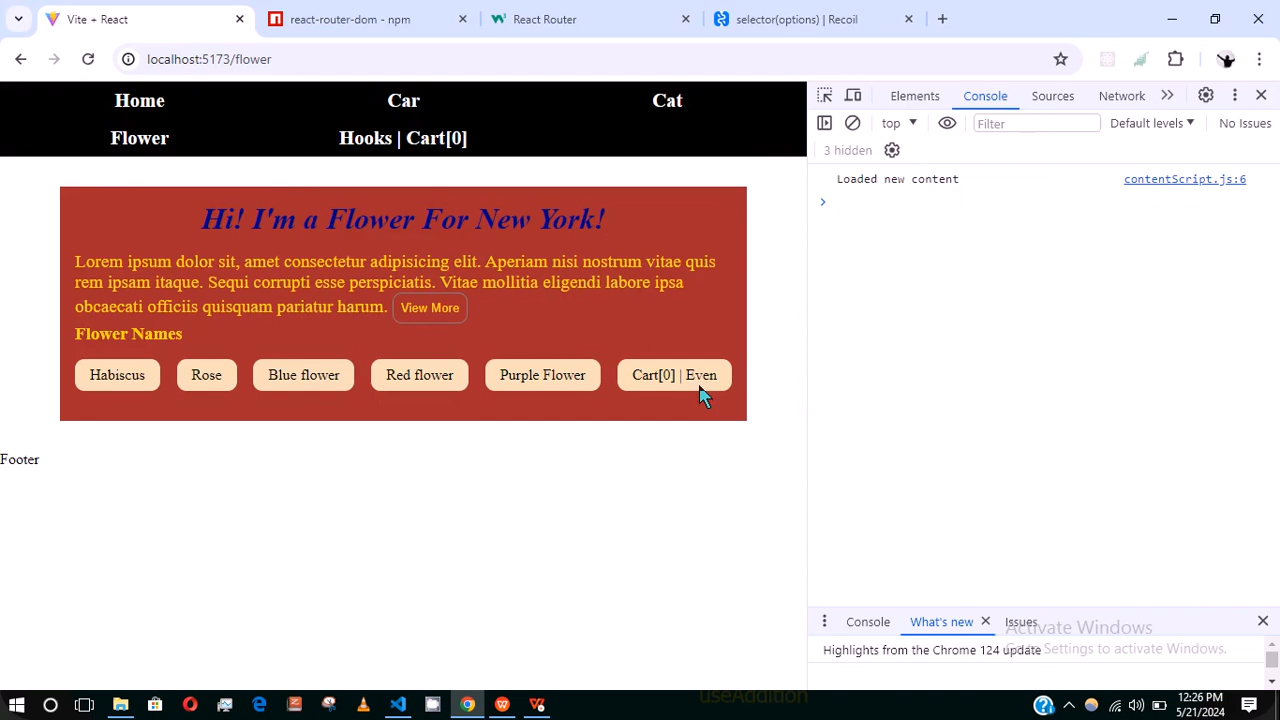 Vite + React
react-router-dom - npm
React Router
selector(options) | Recoil
localhost:5173/flower
Home Car Cat
Flower Hooks | Cart[0]
Hi! I'm a Flower For New York!
Lorem ipsum dolor sit, amet consectetur adipisicing elit. Aperiam nisi nostrum vitae quis
rem ipsam itaque. Sequi corrupti esse perspiciatis. Vitae mollitia eligendi labore ipsa
obcaecati officiis quisquam pariatur harum. View More
Flower Names
Habiscus Rose Blue flower Red flower Purple Flower Cart[0] | Even
Footer
Elements Console Sources Network
top Filter Default levels No Issues
3 hidden
Loaded new content contentScript.js:6
Console What's new Issues
Highlights from the Chrome 124 update
Activate Windows
Go to Settings to activate Windows.
useAddition
12:26 PM
5/21/2024